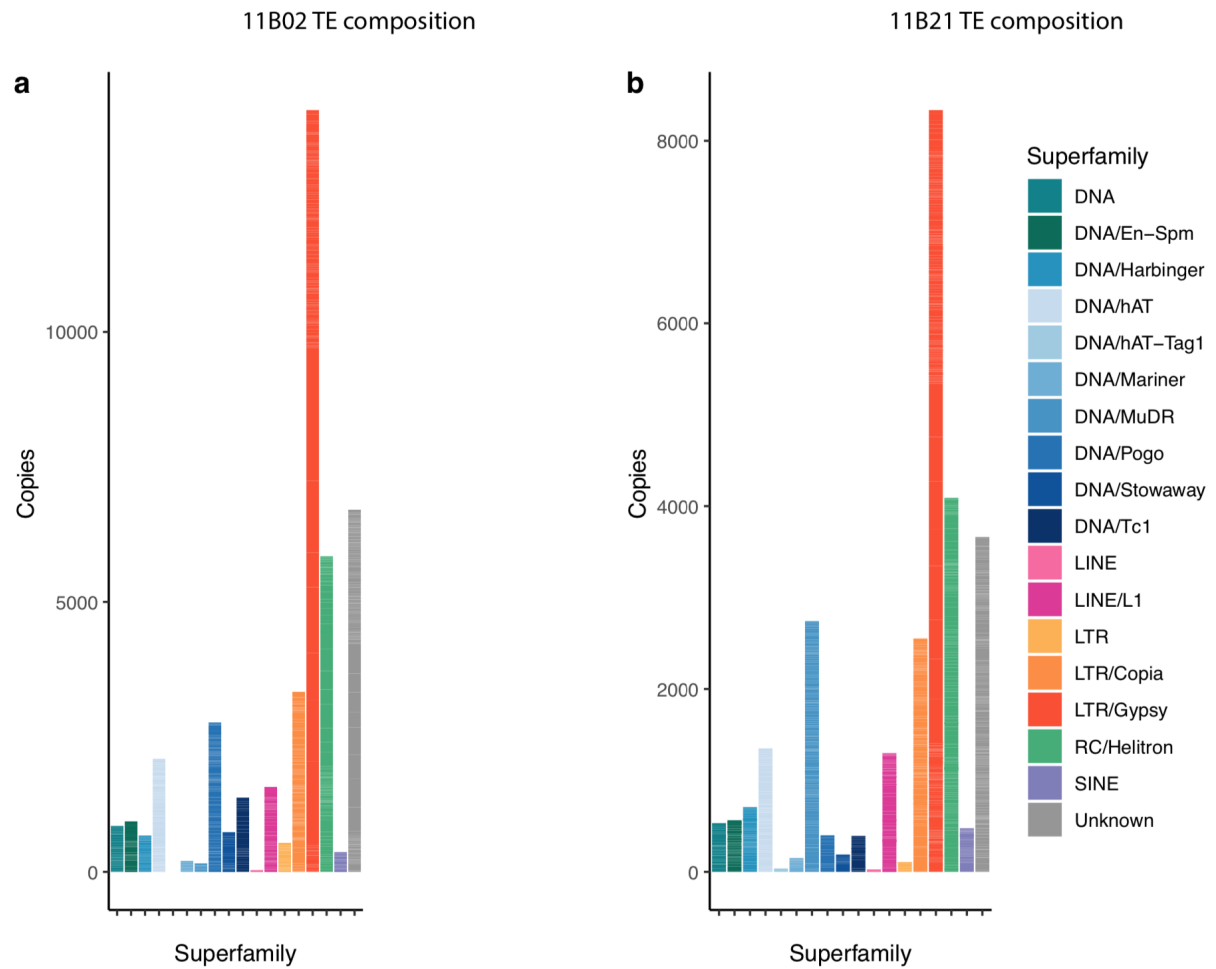 11B02 TE composition
11B21 TE composition
a
b
Copies
10000
5000
0
Superfamily
Copies
8000
6000
4000
2000
0
Superfamily
Superfamily
DNA
DNA/En−Spm
DNA/Harbinger
DNA/hAT
DNA/hAT−Tag1
DNA/Mariner
DNA/MuDR
DNA/Pogo
DNA/Stowaway
DNA/Tc1
LINE
LINE/L1
LTR
LTR/Copia
LTR/Gypsy
RC/Helitron
SINE
Unknown